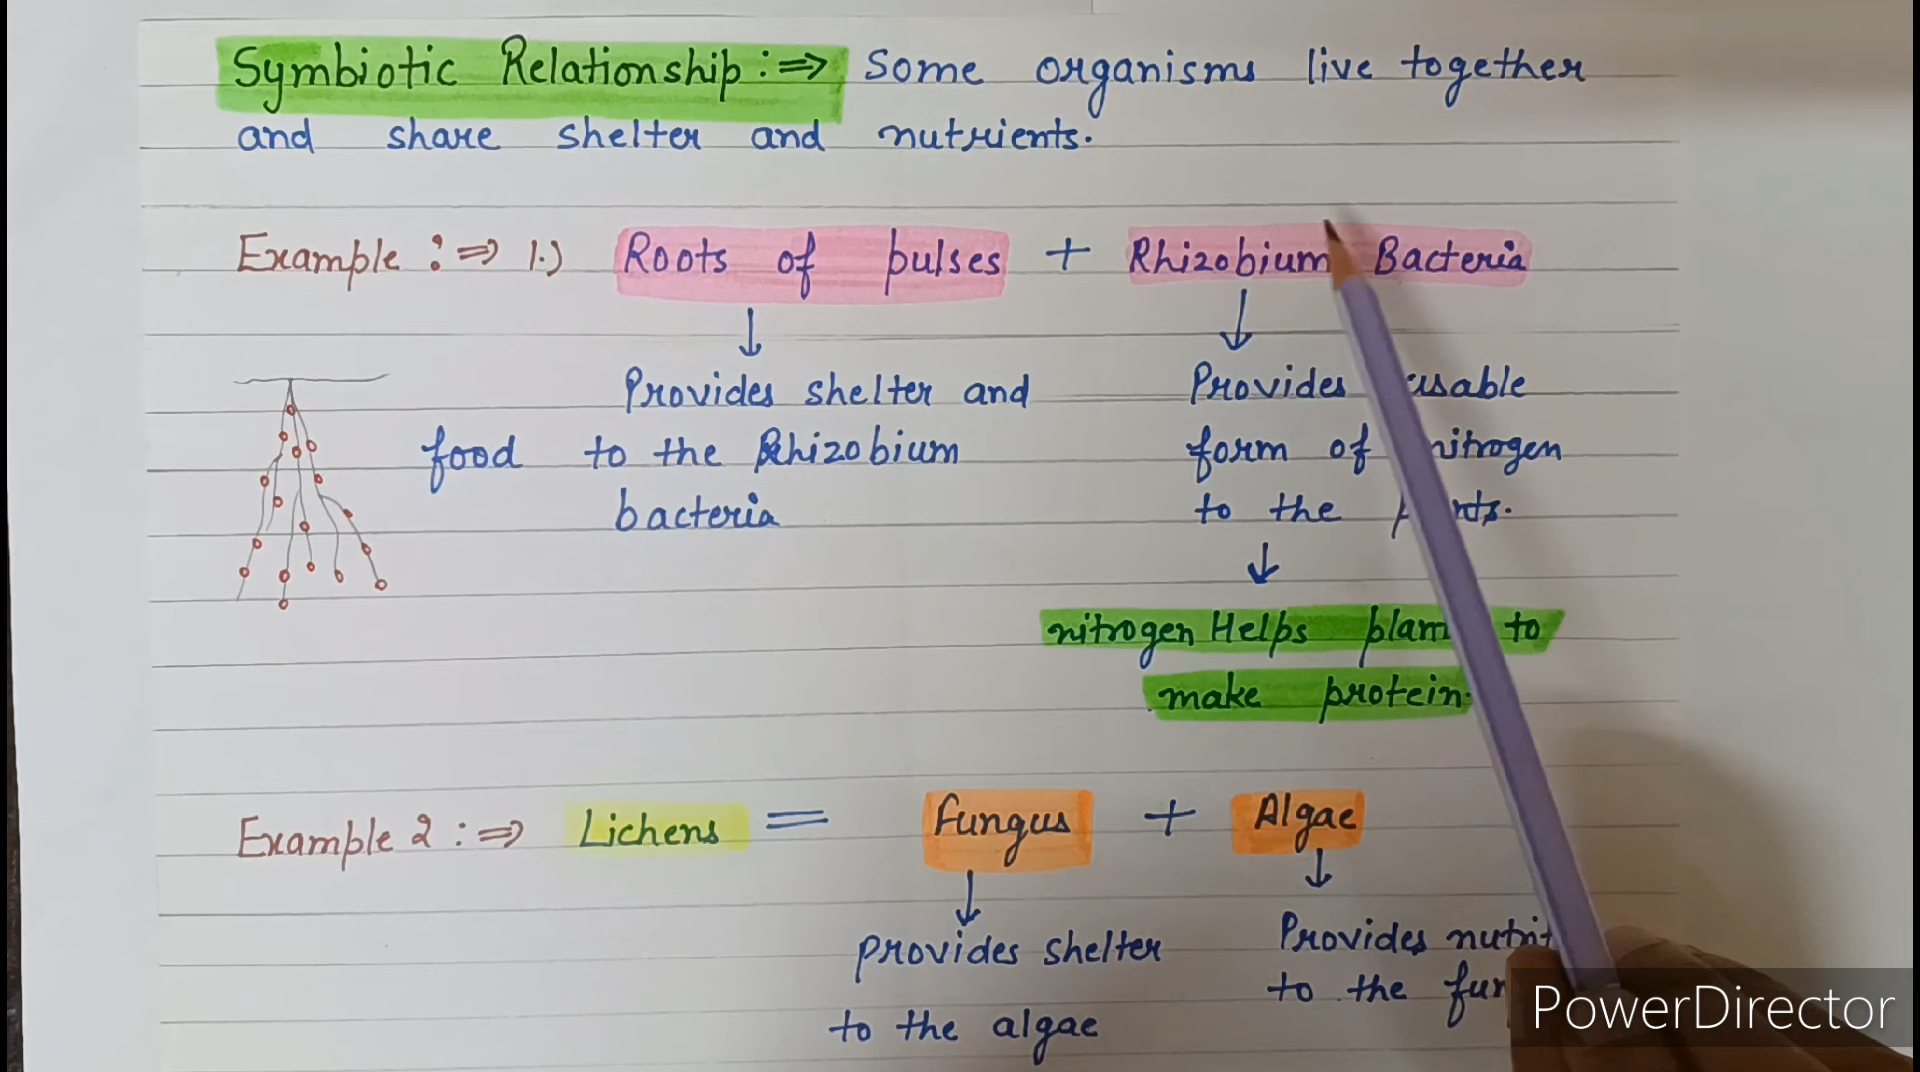 Symbiotic Relationship :⇒ Some organisms live together
and share shelter and nutrients.
Example :⇒ 1.) Roots of pulses + Rhizobium Bacteria
↓ ↓
Provides shelter and
food to the Rhizobium
bacteria
Provides usable
form of nitrogen
to the
↓
nitrogen Helps to
make protein.
Example 2 :⇒ Lichens = Fungus + Algae
↓ ↓
Provides shelter
to the algae
Provides
to the
PowerDirector